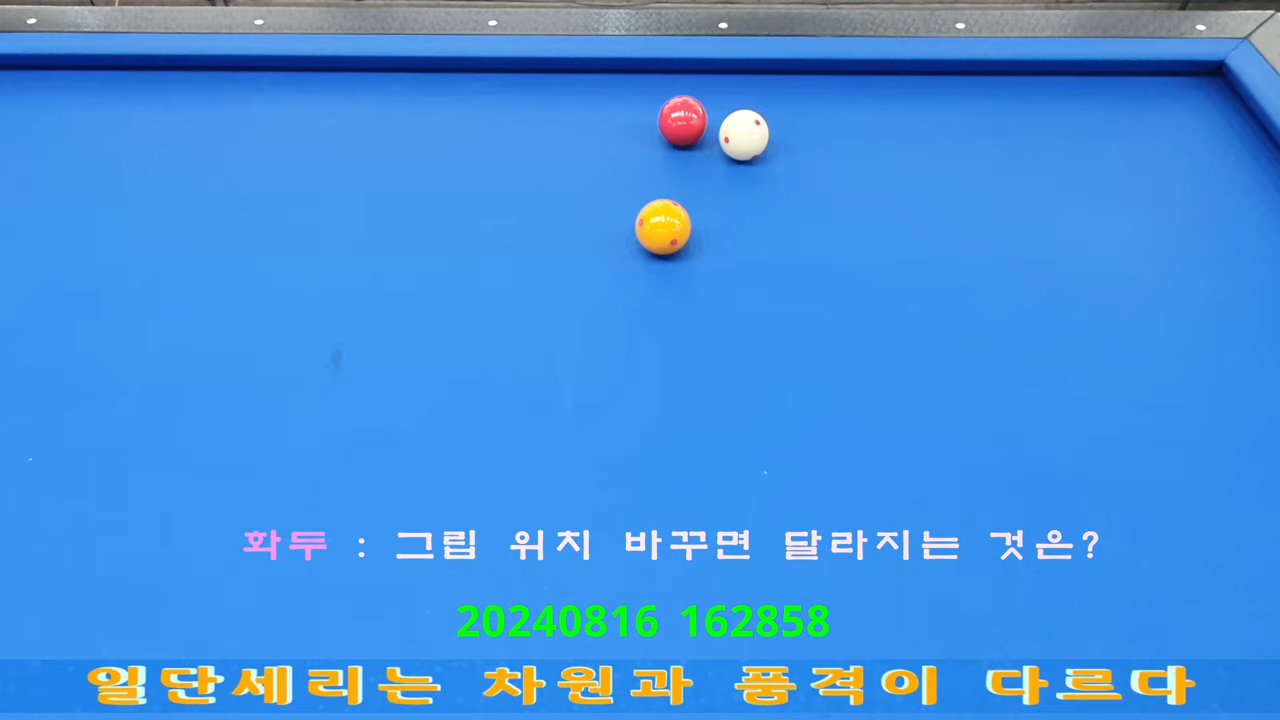 화두 : 그립 위치 바꾸면 달라지는 것은?
20240816 162858
일단세리는 차원과 품격이 다르다